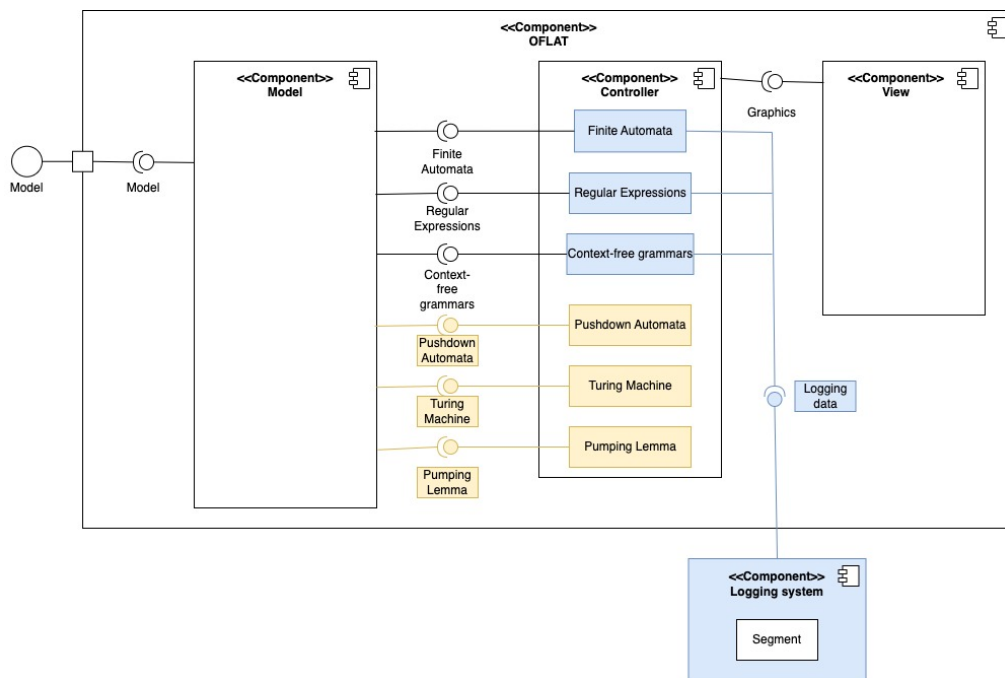 <<Component>>
OFLAT
<<Component>>
Model
<<Component>>
Controller
<<Component>>
View
Graphics
Finite Automata
Finite
Automata
Model
Model
Regular Expressions
Regular
Expressions
Context-free grammars
Context-
free
grammars
Pushdown Automata
Pushdown
Automata
Turing Machine
Turing
Machine
Logging
data
Pumping Lemma
Pumping
Lemma
<<Component>>
Logging system
Segment